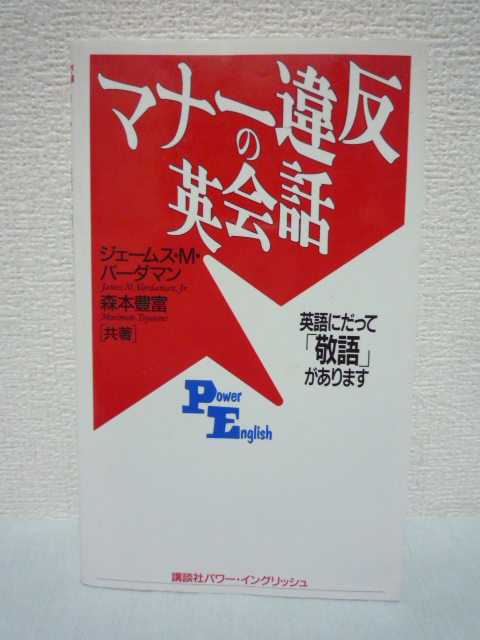 マナー違反
の
英会話
ジェームス・M・
バーダマン
James M. Vardaman, Jr.
森本豊富
Morimoto Toyotomi
[共著]
英語にだって
「敬語」
があります
Power
English
講談社パワー・イングリッシュ